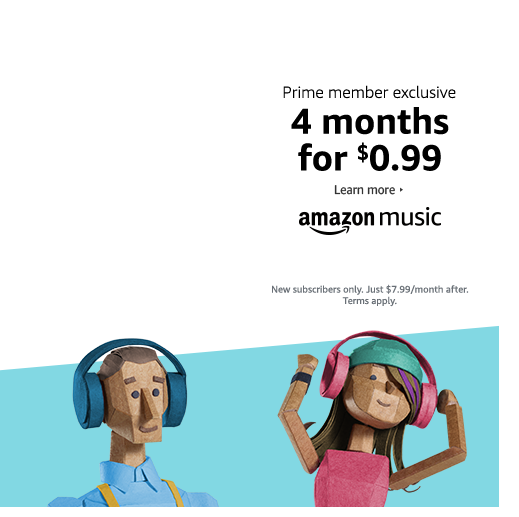 Prime member exclusive
4 months
for $0.99
Learn more ▸
amazon music
New subscribers only. Just $7.99/month after.
Terms apply.